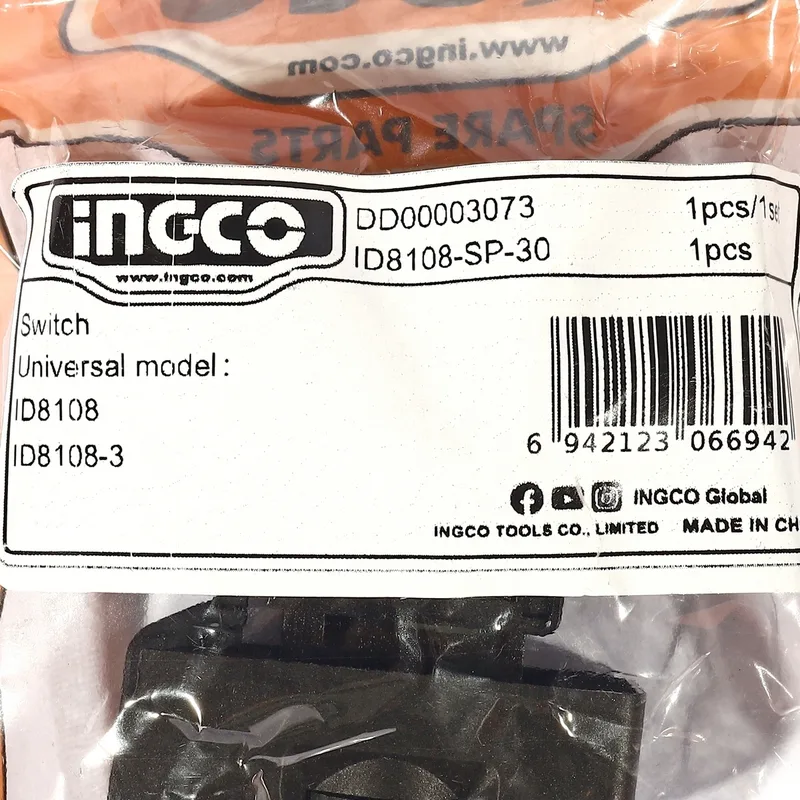 www.ingco.com
SPARE PARTS
INGCO
www.ingco.com
DD00003073 1pcs/1set
ID8108-SP-30 1pcs
Switch
Universal model:
ID8108
ID8108-3
6 942123 066942
INGCO Global
INGCO TOOLS CO., LIMITED MADE IN CH